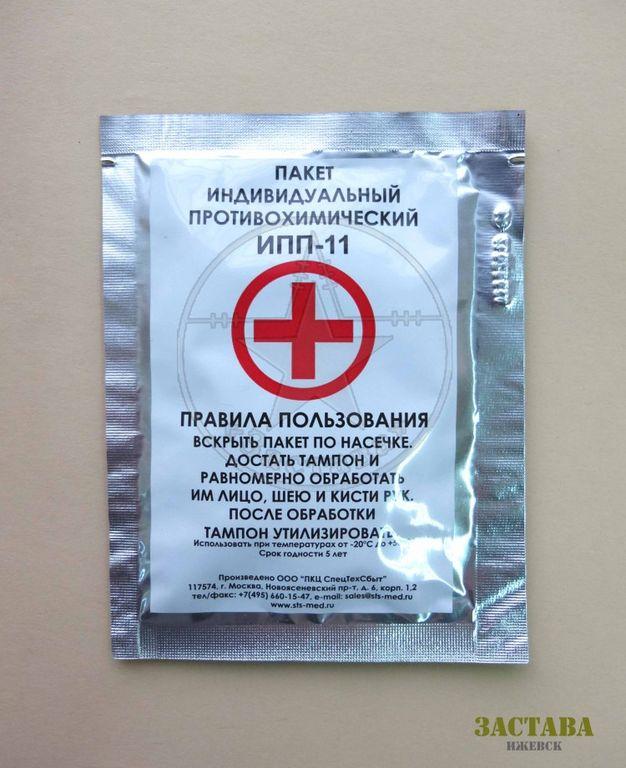 ПАКЕТ
ИНДИВИДУАЛЬНЫЙ
ПРОТИВОХИМИЧЕСКИЙ
ИПП-11
ПРАВИЛА ПОЛЬЗОВАНИЯ
ВСКРЫТЬ ПАКЕТ ПО НАСЕЧКЕ.
ДОСТАТЬ ТАМПОН И
РАВНОМЕРНО ОБРАБОТАТЬ
ИМ ЛИЦО, ШЕЮ И КИСТИ РУК.
ПОСЛЕ ОБРАБОТКИ
ТАМПОН УТИЛИЗИРОВАТЬ
Использовать при температурах от -20°С до
Срок годности 5 лет
Произведено ООО "ПКЦ СпецТехСбыт"
117574, г. Москва, Новоясеневский пр-т, д. 6, корп. 1,2
тел/факс: +7(495) 660-15-47, e-mail: sales@sts-med.ru
www.sts-med.ru
ЗАСТАВА
ИЖЕВСК